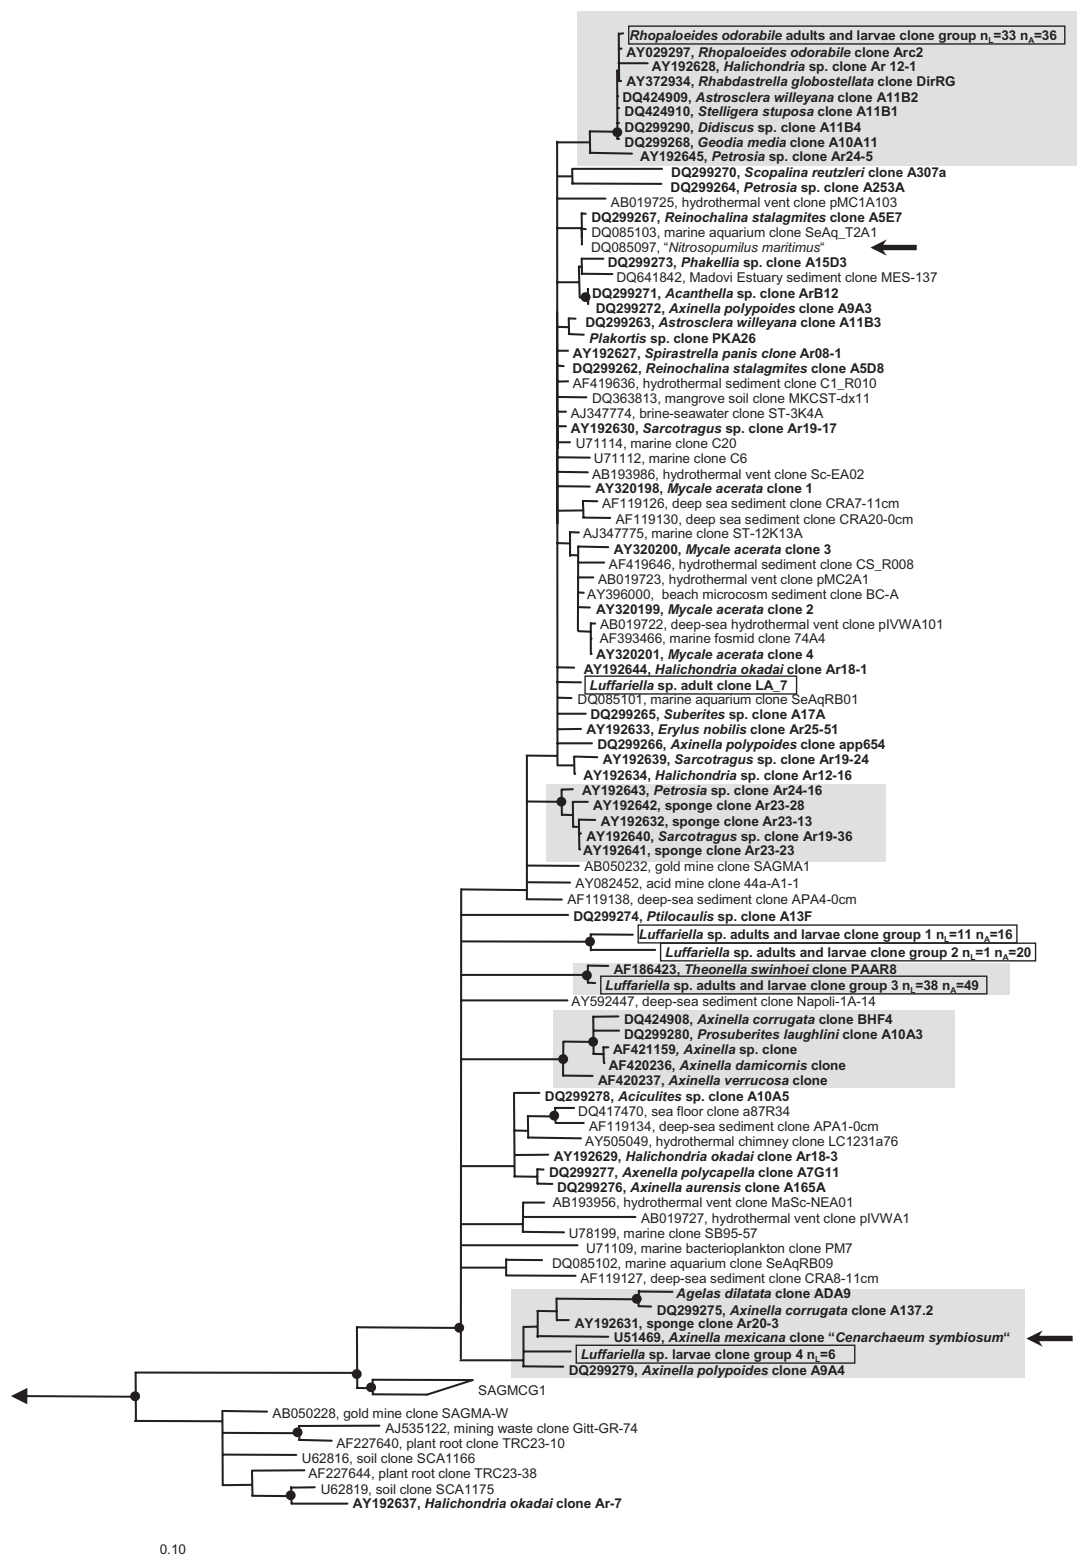 Rhopaloeides odorabile adults and larvae clone group nL=33 nA=36
AY029297, Rhopaloeides odorabile clone Arc2
AY192628, Halichondria sp. clone Ar 12-1
AY372934, Rhabdastrella globostellata clone DirRG
DQ424909, Astrosclera willeyana clone A11B2
DQ424910, Stelligera stuposa clone A11B1
DQ299290, Didiscus sp. clone A11B4
DQ299268, Geodia media clone A10A11
AY192645, Petrosia sp. clone Ar24-5
DQ299270, Scopalina reutzleri clone A307a
DQ299264, Petrosia sp. clone A253A
AB019725, hydrothermal vent clone pMC1A103
DQ299267, Reinochalina stalagmites clone A5E7
DQ085103, marine aquarium clone SeAq_T2A1
DQ085097, "Nitrosopumilus maritimus"
DQ299273, Phakellia sp. clone A15D3
DQ641842, Madovi Estuary sediment clone MES-137
DQ299271, Acanthella sp. clone ArB12
DQ299272, Axinella polypoides clone A9A3
DQ299263, Astrosclera willeyana clone A11B3
Plakortis sp. clone PKA26
AY192627, Spirastrella panis clone Ar08-1
DQ299262, Reinochalina stalagmites clone A5D8
AF419636, hydrothermal sediment clone C1_R010
DQ363813, mangrove soil clone MKCST-dx11
AJ347774, brine-seawater clone ST-3K4A
AY192630, Sarcotragus sp. clone Ar19-17
U71114, marine clone C20
U71112, marine clone C6
AB193986, hydrothermal vent clone Sc-EA02
AY320198, Mycale acerata clone 1
AF119126, deep sea sediment clone CRA7-11cm
AF119130, deep sea sediment clone CRA20-0cm
AJ347775, marine clone ST-12K13A
AY320200, Mycale acerata clone 3
AF419646, hydrothermal sediment clone CS_R008
AB019723, hydrothermal vent clone pMC2A1
AY396000, beach microcosm sediment clone BC-A
AY320199, Mycale acerata clone 2
AB019722, deep-sea hydrothermal vent clone pIVWA101
AF393466, marine fosmid clone 74A4
AY320201, Mycale acerata clone 4
AY192644, Halichondria okadai clone Ar18-1
Luffariella sp. adult clone LA_7
DQ085101, marine aquarium clone SeAqRB01
DQ299265, Suberites sp. clone A17A
AY192633, Erylus nobilis clone Ar25-51
DQ299266, Axinella polypoides clone app654
AY192639, Sarcotragus sp. clone Ar19-24
AY192634, Halichondria sp. clone Ar12-16
AY192643, Petrosia sp. clone Ar24-16
AY192642, sponge clone Ar23-28
AY192632, sponge clone Ar23-13
AY192640, Sarcotragus sp. clone Ar19-36
AY192641, sponge clone Ar23-23
AB050232, gold mine clone SAGMA1
AY082452, acid mine clone 44a-A1-1
AF119138, deep-sea sediment clone APA4-0cm
DQ299274, Ptilocaulis sp. clone A13F
Luffariella sp. adults and larvae clone group 1 nL=11 nA=16
Luffariella sp. adults and larvae clone group 2 nL=1 nA=20
AF186423, Theonella swinhoei clone PAAR8
Luffariella sp. adults and larvae clone group 3 nL=38 nA=49
AY592447, deep-sea sediment clone Napoli-1A-14
DQ424908, Axinella corrugata clone BHF4
DQ299280, Prosuberites laughlini clone A10A3
AF421159, Axinella sp. clone
AF420236, Axinella damicornis clone
AF420237, Axinella verrucosa clone
DQ299278, Aciculites sp. clone A10A5
DQ417470, sea floor clone a87R34
AF119134, deep-sea sediment clone APA1-0cm
AY505049, hydrothermal chimney clone LC1231a76
AY192629, Halichondria okadai clone Ar18-3
DQ299277, Axenella polycapella clone A7G11
DQ299276, Axinella aurensis clone A165A
AB193956, hydrothermal vent clone MaSc-NEA01
AB019727, hydrothermal vent clone pIVWA1
U78199, marine clone SB95-57
U71109, marine bacterioplankton clone PM7
DQ085102, marine aquarium clone SeAqRB09
AF119127, deep-sea sediment clone CRA8-11cm
Agelas dilatata clone ADA9
DQ299275, Axinella corrugata clone A137.2
AY192631, sponge clone Ar20-3
U51469, Axinella mexicana clone "Cenarchaeum symbiosum"
Luffariella sp. larvae clone group 4 nL=6
DQ299279, Axinella polypoides clone A9A4
SAGMCG1
AB050228, gold mine clone SAGMA-W
AJ535122, mining waste clone Gitt-GR-74
AF227640, plant root clone TRC23-10
U62816, soil clone SCA1166
AF227644, plant root clone TRC23-38
U62819, soil clone SCA1175
AY192637, Halichondria okadai clone Ar-7
0.10